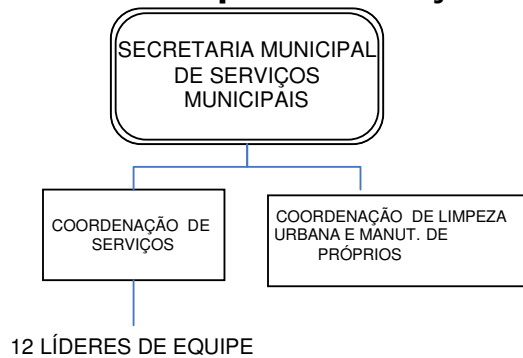 SECRETARIA MUNICIPAL
DE SERVIÇOS
MUNICIPAIS
COORDENAÇÃO DE
SERVIÇOS
COORDENAÇÃO DE LIMPEZA
URBANA E MANUT. DE
PRÓPRIOS
12 LÍDERES DE EQUIPE